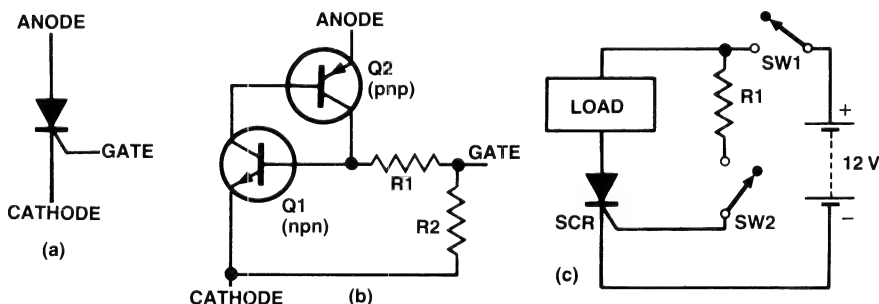 ANODE
GATE
CATHODE
(a)
ANODE
Q2
(pnp)
GATE
R1
Q1
(npn)
R2
CATHODE
(b)
SW1
R1
LOAD
+
12 V
SCR
SW2
−
(c)